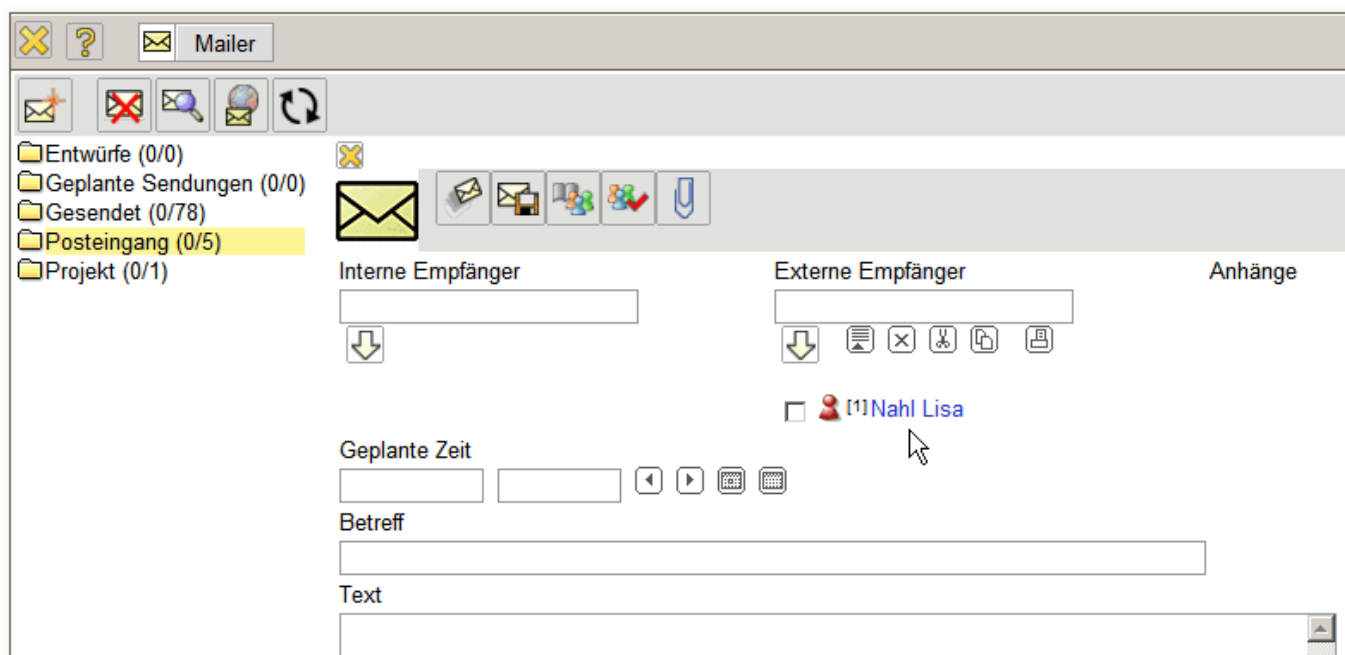 Mailer
Entwürfe (0/0)
Geplante Sendungen (0/0)
Gesendet (0/78)
Posteingang (0/5)
Projekt (0/1)
Interne Empfänger
Externe Empfänger
Anhänge
[1] Nahl Lisa
Geplante Zeit
Betreff
Text